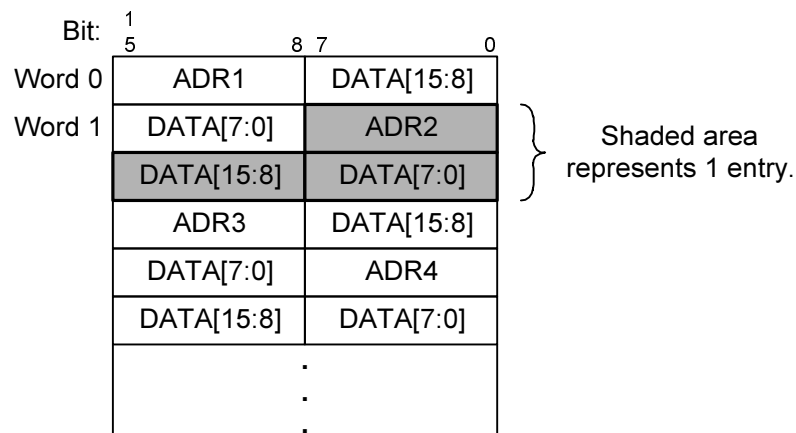 Bit: 15 8 7 0
Word 0 ADR1 DATA[15:8]
Word 1 DATA[7:0] ADR2
DATA[15:8] DATA[7:0]
ADR3 DATA[15:8]
DATA[7:0] ADR4
DATA[15:8] DATA[7:0]
.
.
.
Shaded area
represents 1 entry.